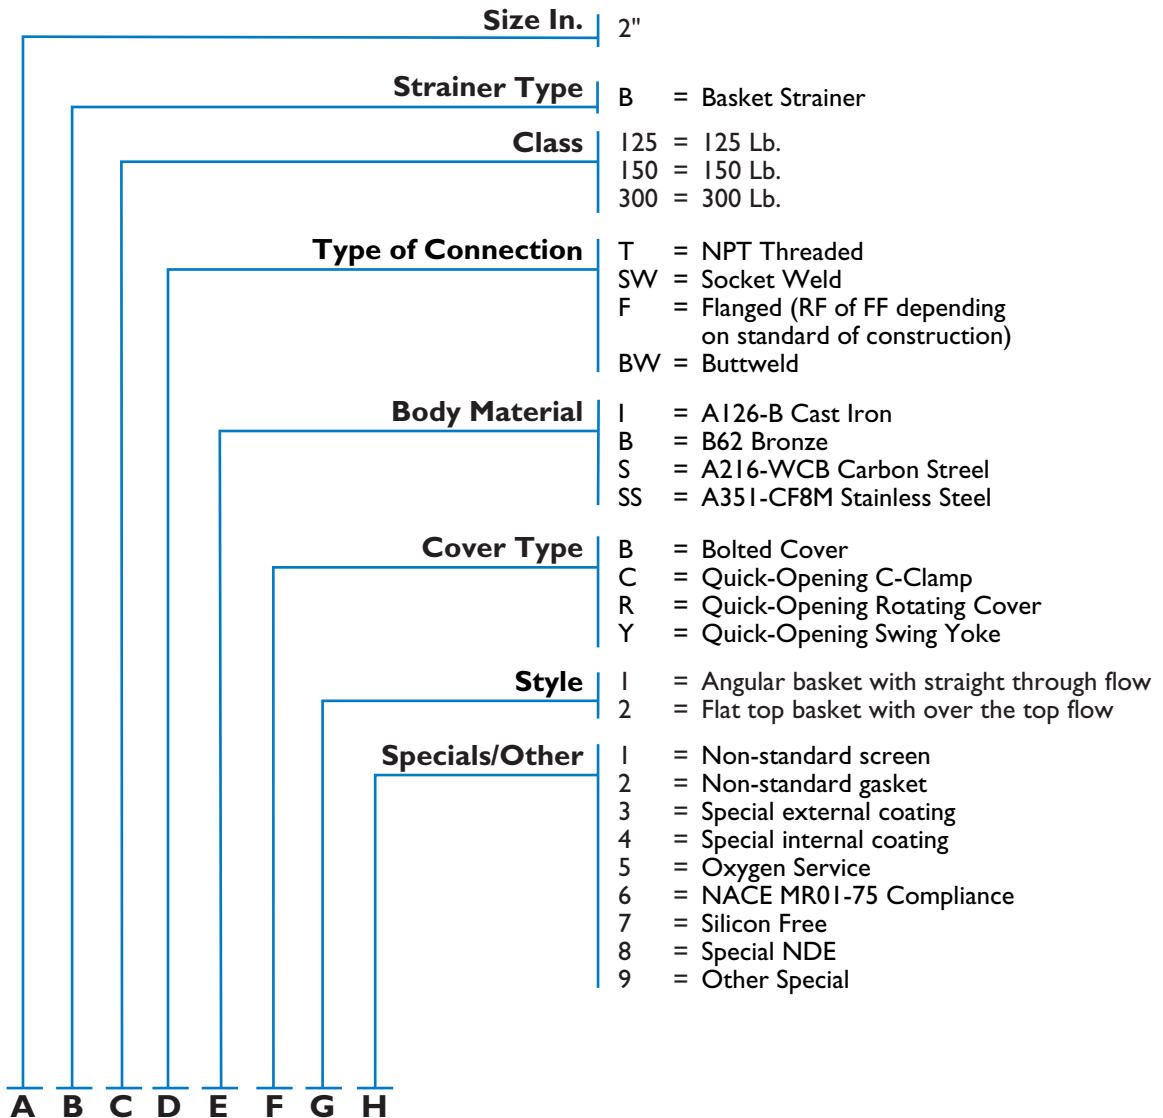 Size In. 2"
Strainer Type B = Basket Strainer
Class 125 = 125 Lb.
150 = 150 Lb.
300 = 300 Lb.
Type of Connection T = NPT Threaded
SW = Socket Weld
F = Flanged (RF of FF depending
on standard of construction)
BW = Buttweld
Body Material I = A126-B Cast Iron
B = B62 Bronze
S = A216-WCB Carbon Streel
SS = A351-CF8M Stainless Steel
Cover Type B = Bolted Cover
C = Quick-Opening C-Clamp
R = Quick-Opening Rotating Cover
Y = Quick-Opening Swing Yoke
Style 1 = Angular basket with straight through flow
2 = Flat top basket with over the top flow
Specials/Other 1 = Non-standard screen
2 = Non-standard gasket
3 = Special external coating
4 = Special internal coating
5 = Oxygen Service
6 = NACE MR01-75 Compliance
7 = Silicon Free
8 = Special NDE
9 = Other Special
A B C D E F G H